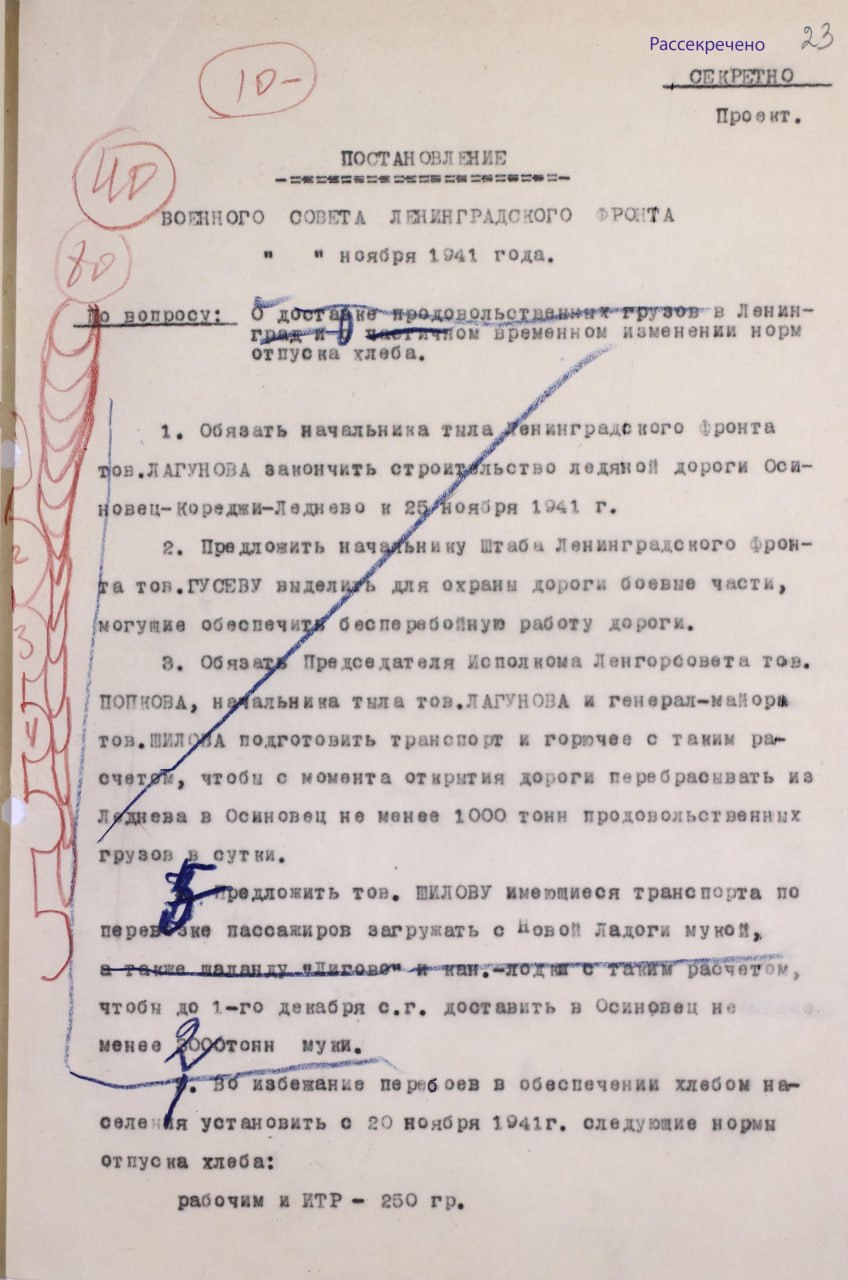 Рассекречено 23
СЕКРЕТНО
Проект.
10-
40
80
ПОСТАНОВЛЕНИЕ
ВОЕННОГО СОВЕТА ЛЕНИНГРАДСКОГО ФРОНТА
" " ноября 1941 года.
По вопросу: О доставке продовольственных грузов в Ленин-
град и о частичном временном изменении норм
отпуска хлеба.
1. Обязать начальника тыла Ленинградского Фронта
тов.ЛАГУНОВА закончить строительство ледяной дороги Оси-
новец-Кореджи-Леднево к 25 ноября 1941 г.
2. Предложить начальнику Штаба Ленинградского Фрон-
та тов.ГУСЕВУ выделить для охраны дороги боевые части,
могущие обеспечить бесперебойную работу дороги.
3. Обязать Председателя Исполкома Ленгорсовета тов.
ПОПКОВА, начальника тыла тов.ЛАГУНОВА и генерал-майора
тов.ШИЛОВА подготовить транспорт и горючее с таким ра-
счетом, чтобы с момента открытия дороги перебрасывать из
Леднева в Осиновец не менее 1000 тонн продовольственных
грузов в сутки.
5 Предложить тов. ШИЛОВУ имеющиеся транспорта по
перевозке пассажиров загружать с Новой Ладоги мукой,
а также шаланду "Лигово" и кан.-лодки с таким расчетом,
чтобы до 1-го декабря с.г. доставить в Осиновец не
менее 2000 тонн муки.
1. Во избежание перебоев в обеспечении хлебом на-
селения установить с 20 ноября 1941г. следующие нормы
отпуска хлеба:
рабочим и ИТР - 250 гр.